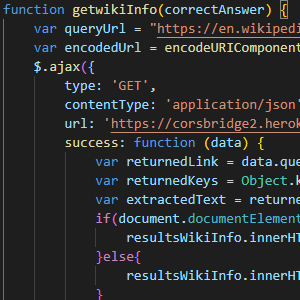 function getwikiInfo(correctAnswer) {
var queryUrl = "https://en.wikipedi
var encodedUrl = encodeURIComponent
$.ajax({
type: 'GET',
contentType: 'application/json'
url: 'https://corsbridge2.herok
success: function (data) {
var returnedLink = data.que
var returnedKeys = Object.k
var extractedText = returne
if(document.documentElement
resultsWikiInfo.innerHT
}else{
resultsWikiInfo.innerHT
}